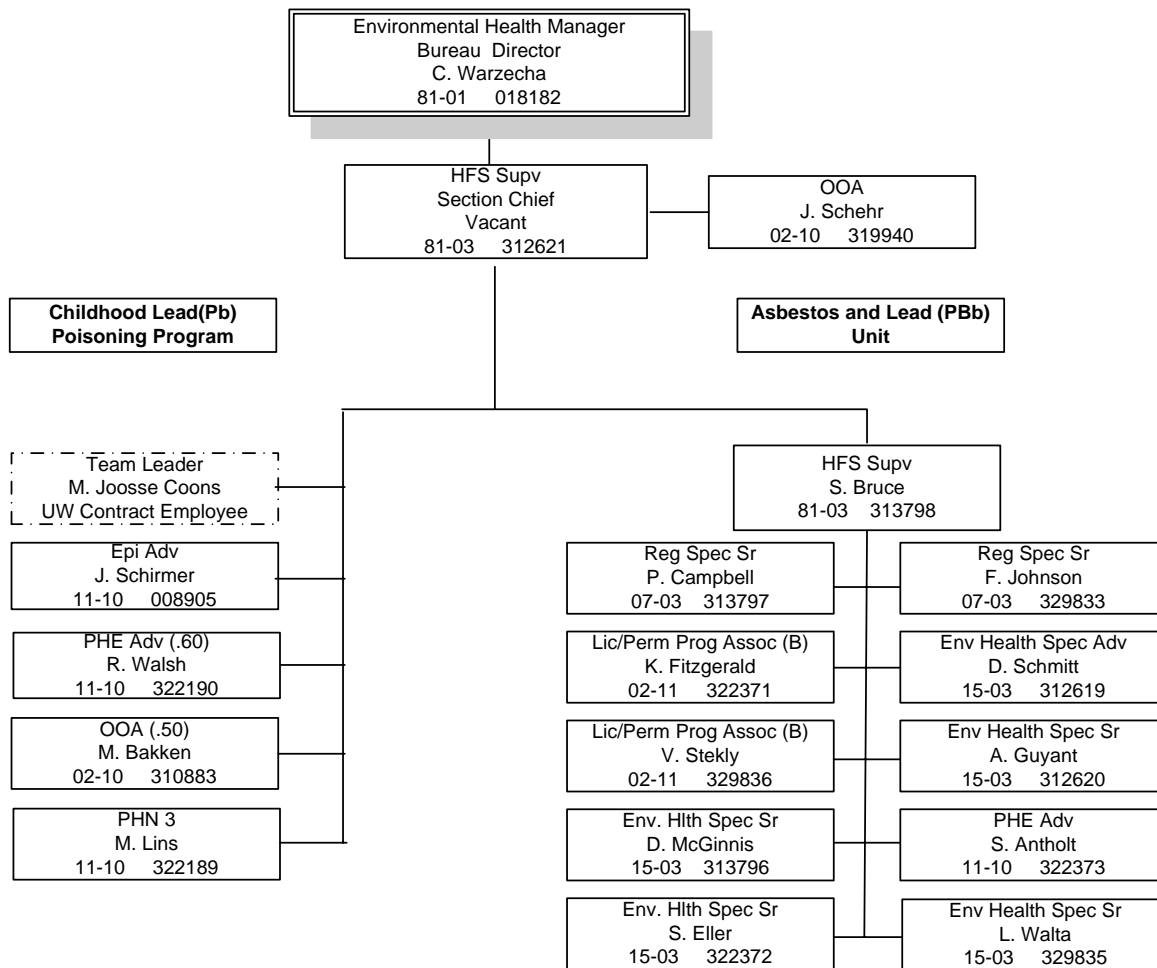 Environmental Health Manager
Bureau Director
C. Warzecha
81-01 018182
HFS Supv
Section Chief
Vacant
81-03 312621
OOA
J. Schehr
02-10 319940
Childhood Lead(Pb)
Poisoning Program
Asbestos and Lead (PBb)
Unit
Team Leader
M. Joosse Coons
UW Contract Employee
Epi Adv
J. Schirmer
11-10 008905
PHE Adv (.60)
R. Walsh
11-10 322190
OOA (.50)
M. Bakken
02-10 310883
PHN 3
M. Lins
11-10 322189
HFS Supv
S. Bruce
81-03 313798
Reg Spec Sr
P. Campbell
07-03 313797
Reg Spec Sr
F. Johnson
07-03 329833
Lic/Perm Prog Assoc (B)
K. Fitzgerald
02-11 322371
Env Health Spec Adv
D. Schmitt
15-03 312619
Lic/Perm Prog Assoc (B)
V. Stekly
02-11 329836
Env Health Spec Sr
A. Guyant
15-03 312620
Env. Hlth Spec Sr
D. McGinnis
15-03 313796
PHE Adv
S. Antholt
11-10 322373
Env. Hlth Spec Sr
S. Eller
15-03 322372
Env Health Spec Sr
L. Walta
15-03 329835